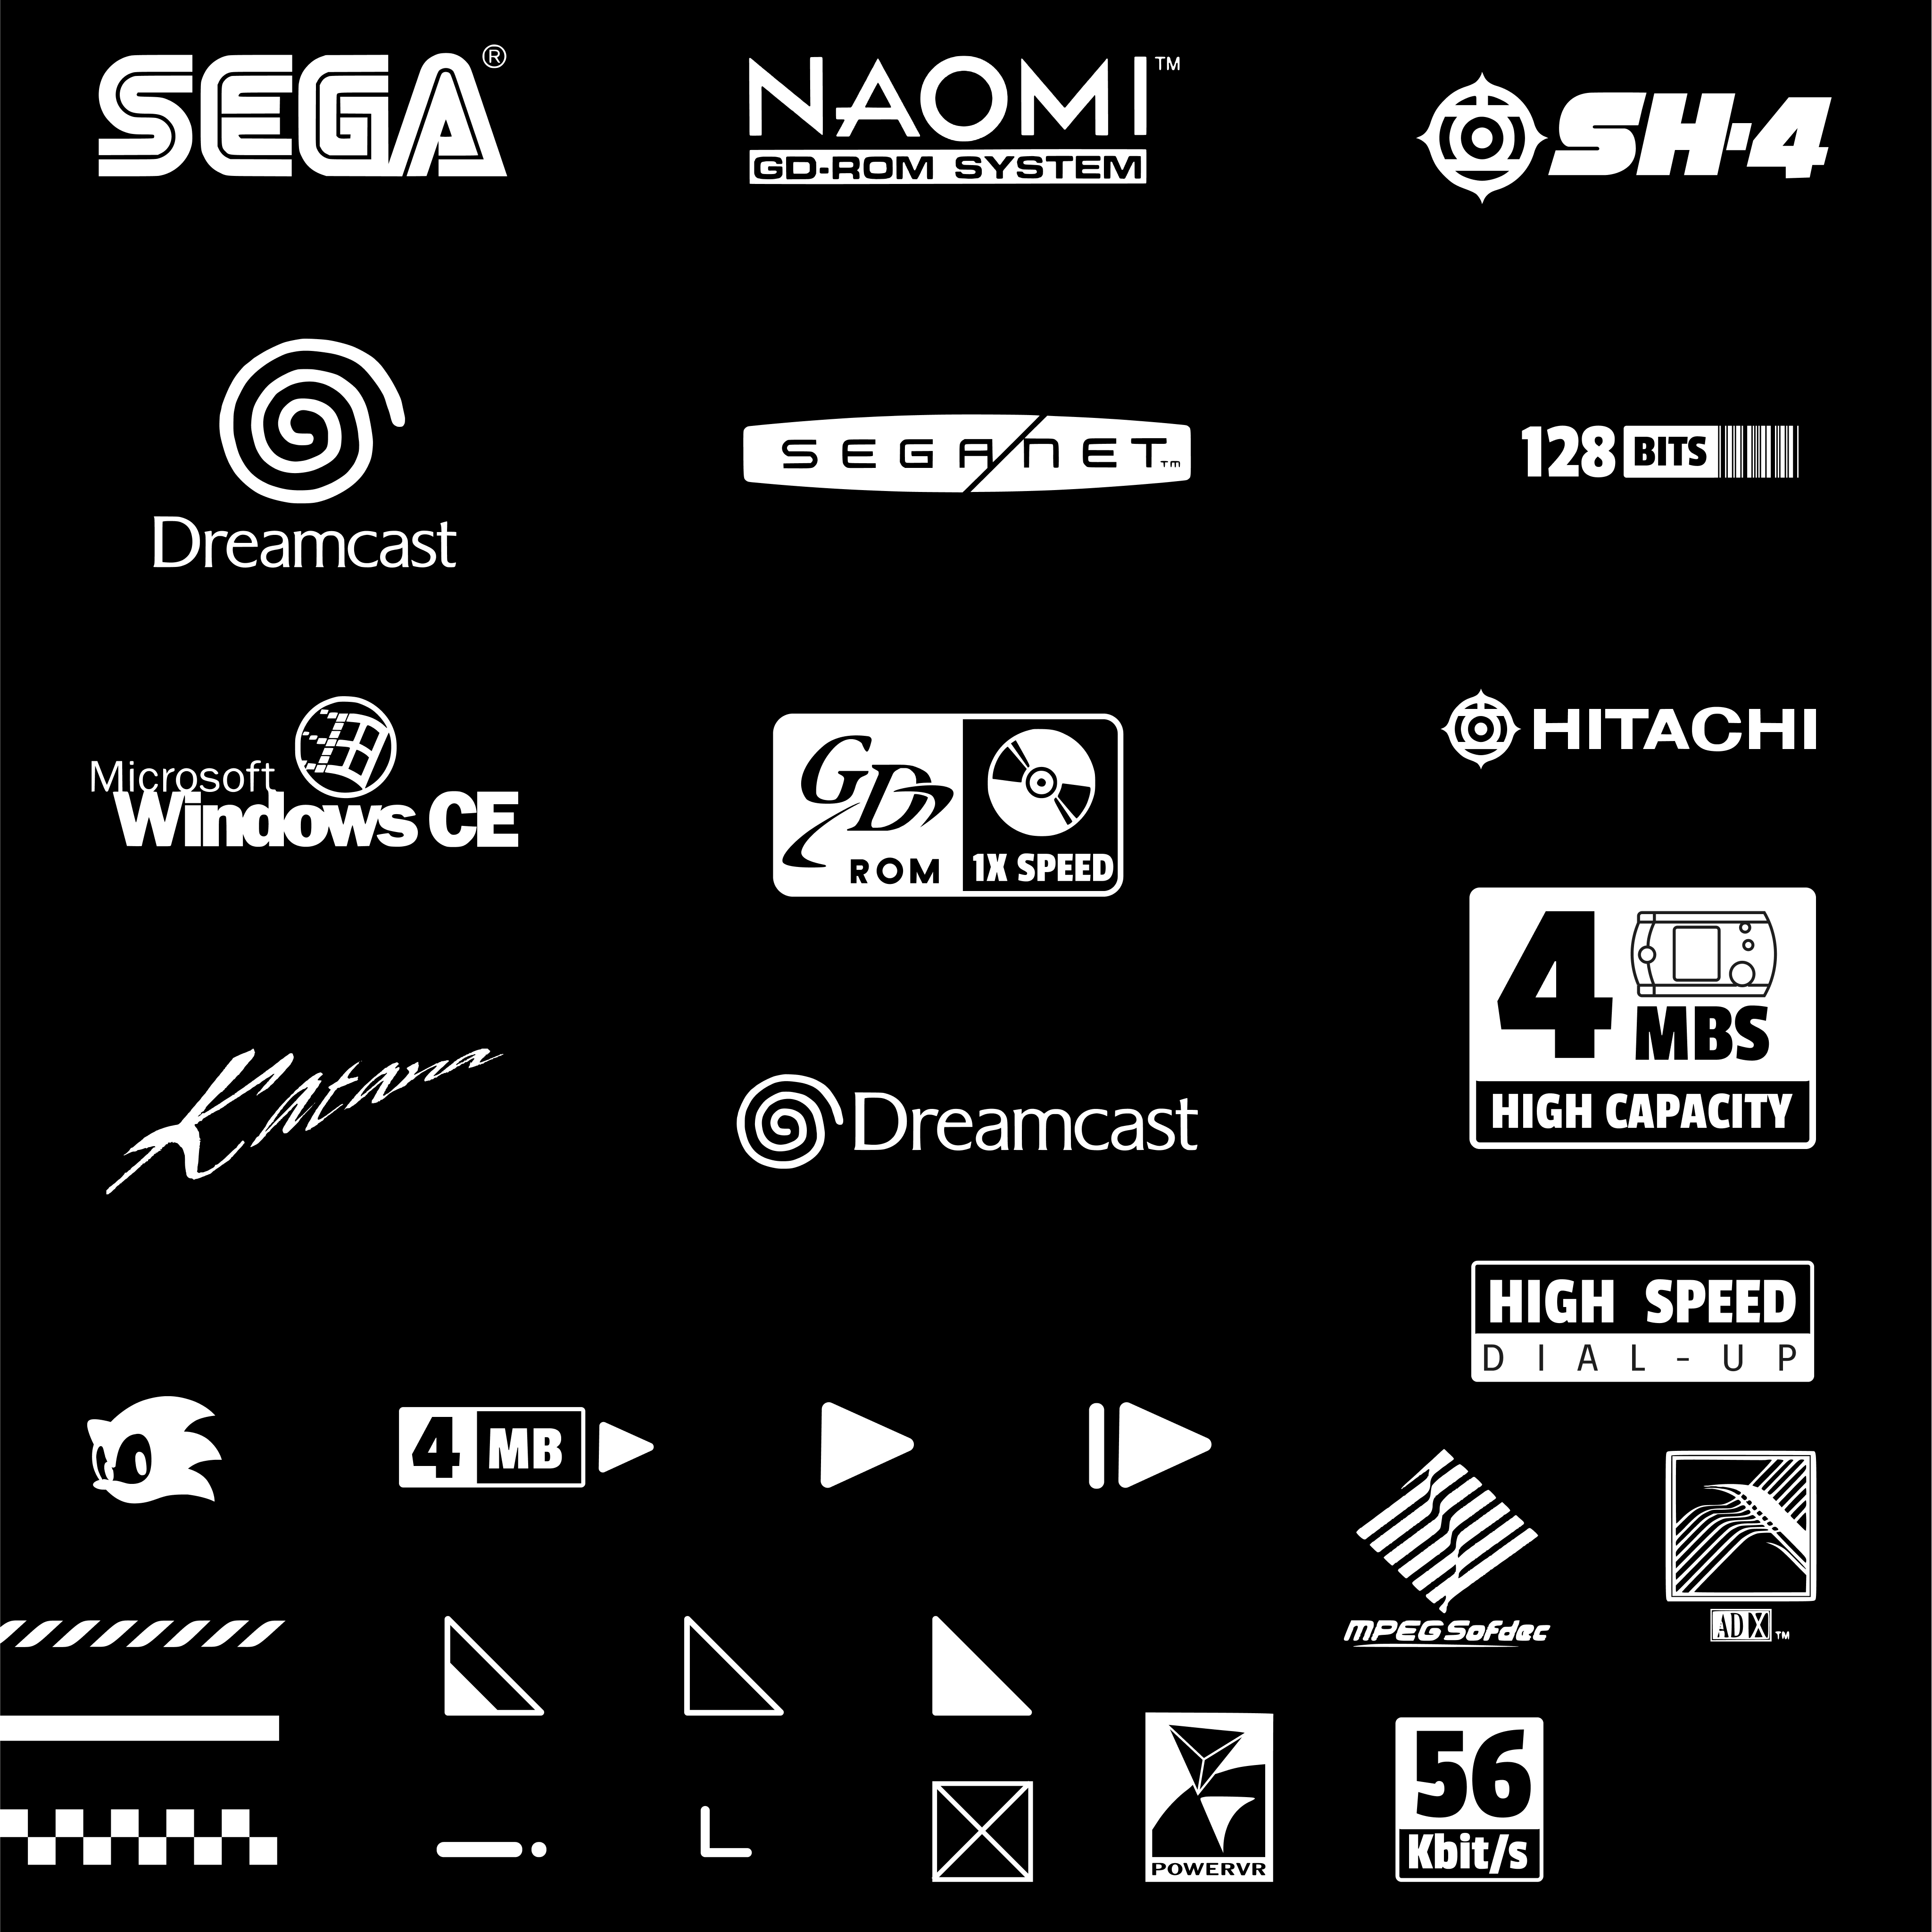 SEGA®
NAOMI™
GD-ROM SYSTEM
SH-4
Dreamcast
SEGANET™
128 BITS
Microsoft
Windows CE
GD
ROM
1X SPEED
HITACHI
4 MBS
HIGH CAPACITY
Dreamcast
HIGH SPEED
DIAL-UP
4 MB
MPEG Sofdec
ADX™
POWERVR
56
Kbit/s